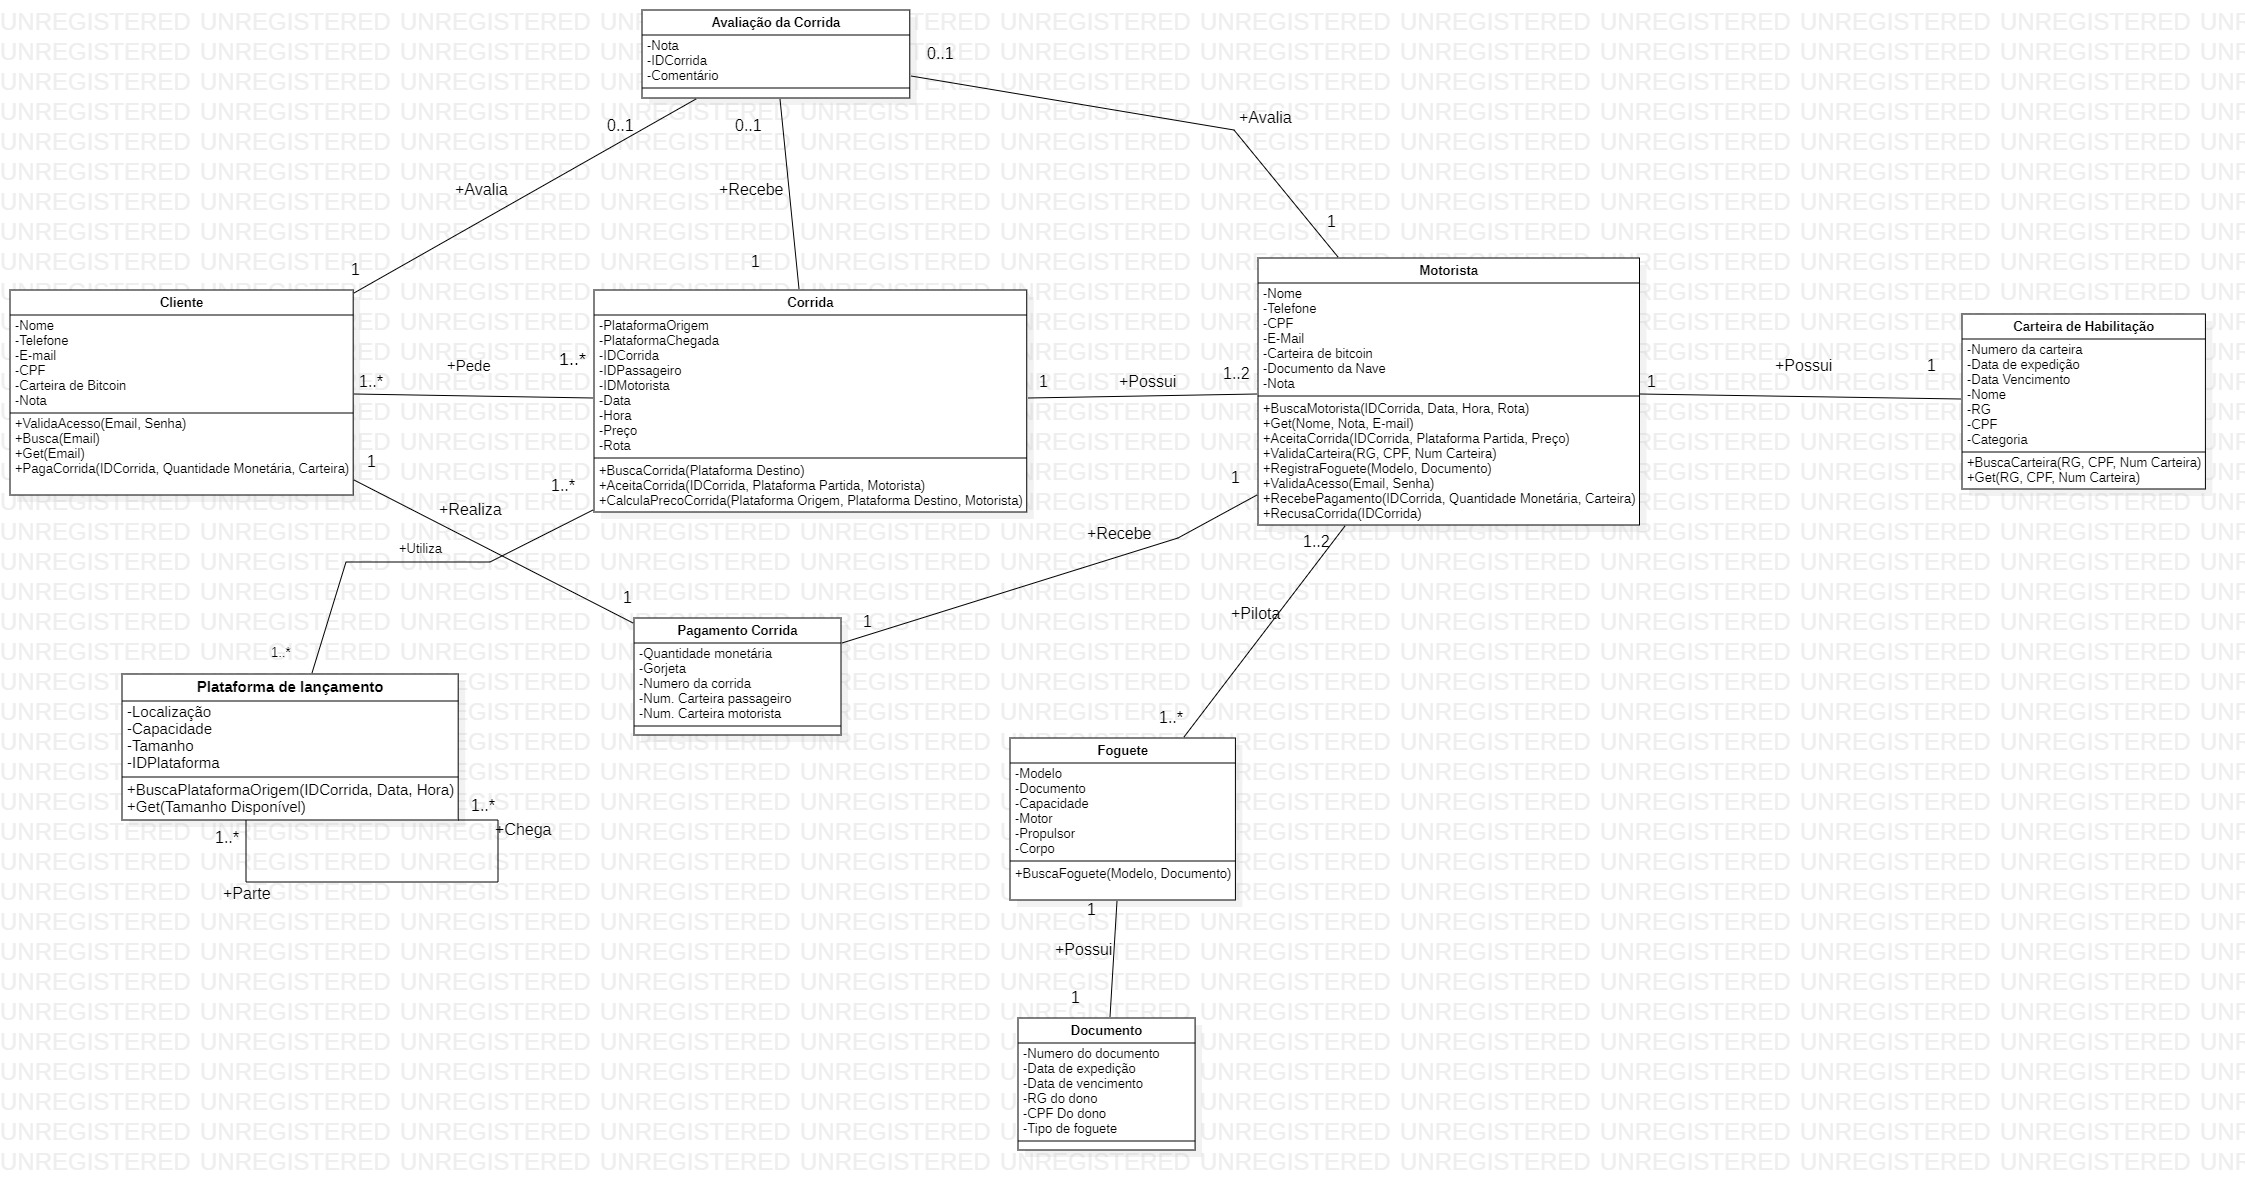 Avaliação da Corrida
-Nota
-IDCorrida
-Comentário
0..1
+Avalia
1
0..1
+Avalia
1
0..1
+Recebe
1
Cliente
-Nome
-Telefone
-E-mail
-CPF
-Carteira de Bitcoin
-Nota
+ValidaAcesso(Email, Senha)
+Busca(Email)
+Get(Email)
+PagaCorrida(IDCorrida, Quantidade Monetária, Carteira)
1..*
+Pede
1..*
Corrida
-PlataformaOrigem
-PlataformaChegada
-IDCorrida
-IDPassageiro
-IDMotorista
-Data
-Hora
-Preço
-Rota
+BuscaCorrida(Plataforma Destino)
+AceitaCorrida(IDCorrida, Plataforma Partida, Motorista)
+CalculaPrecoCorrida(Plataforma Origem, Plataforma Destino, Motorista)
1
+Possui
1..2
Motorista
-Nome
-Telefone
-CPF
-E-Mail
-Carteira de bitcoin
-Documento da Nave
-Nota
+BuscaMotorista(IDCorrida, Data, Hora, Rota)
+Get(Nome, Nota, E-mail)
+AceitaCorrida(IDCorrida, Plataforma Partida, Preço)
+ValidaCarteira(RG, CPF, Num Carteira)
+RegistraFoguete(Modelo, Documento)
+ValidaAcesso(Email, Senha)
+RecebePagamento(IDCorrida, Quantidade Monetária, Carteira)
+RecusaCorrida(IDCorrida)
1
+Possui
1
Carteira de Habilitação
-Numero da carteira
-Data de expedição
-Data Vencimento
-Nome
-RG
-CPF
-Categoria
+BuscaCarteira(RG, CPF, Num Carteira)
+Get(RG, CPF, Num Carteira)
1
+Realiza
1
1..*
+Utiliza
1..*
1
+Recebe
1
Pagamento Corrida
-Quantidade monetária
-Gorjeta
-Numero da corrida
-Num. Carteira passageiro
-Num. Carteira motorista
1..2
+Pilota
1..*
Plataforma de lançamento
-Localização
-Capacidade
-Tamanho
-IDPlataforma
+BuscaPlataformaOrigem(IDCorrida, Data, Hora)
+Get(Tamanho Disponível)
1..*
+Chega
1..*
+Parte
Foguete
-Modelo
-Documento
-Capacidade
-Motor
-Propulsor
-Corpo
+BuscaFoguete(Modelo, Documento)
1
+Possui
1
Documento
-Numero do documento
-Data de expedição
-Data de vencimento
-RG do dono
-CPF Do dono
-Tipo de foguete
UNREGISTERED